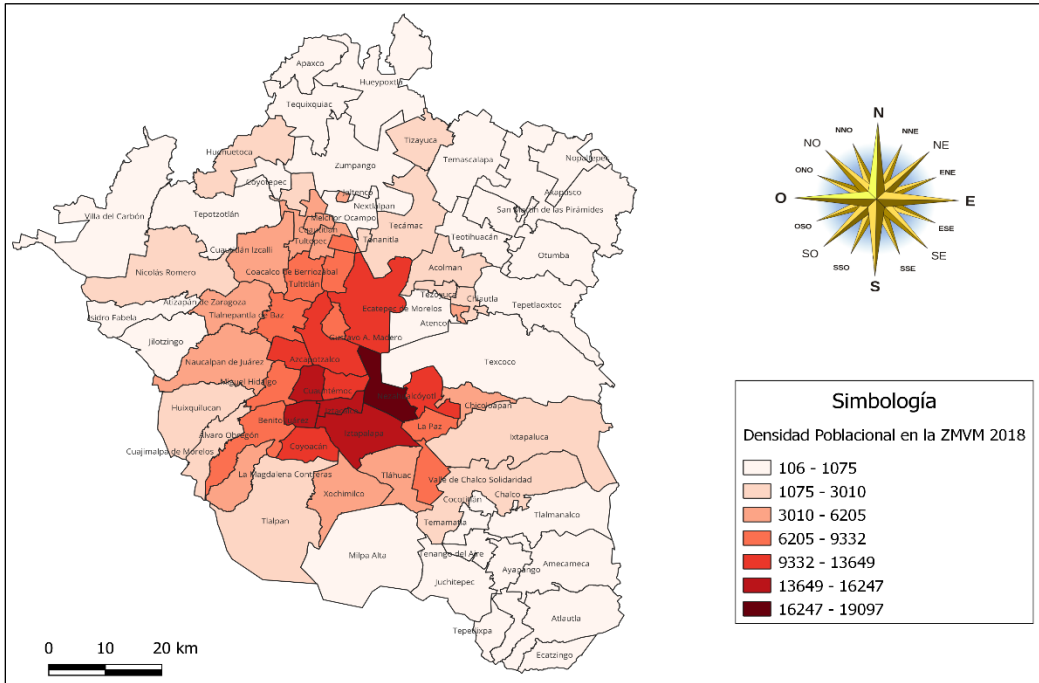 Apaxco
Hueypoxtla
Tequixquiac
Tizayuca
Huehuetoca
Temascalapa
Nopaltepec
Zumpango
Coyotepec
Axapusco
Jaltenco
Nextlalpan
Villa del Carbón
Tepotzotlán
San Martín de las Pirámides
Melchor Ocampo
Tecámac
Cuautitlán
Teotihuacán
Tultepec
Tonanitla
Cuautitlán Izcalli
Otumba
Nicolás Romero
Coacalco de Berriozábal
Acolman
Tultitlán
Tezoyuca
Chiautla
Atizapán de Zaragoza
Tepetlaoxtoc
Ecatepec de Morelos
Isidro Fabela
Tlalnepantla de Baz
Atenco
Jilotzingo
Gustavo A. Madero
Azcapotzalco
Texcoco
Naucalpan de Juárez
Miguel Hidalgo
Cuauhtémoc
Nezahualcóyotl
Chicoloapan
Huixquilucan
Iztacalco
Benito Juárez
La Paz
Álvaro Obregón
Iztapalapa
Ixtapaluca
Coyoacán
Cuajimalpa de Morelos
La Magdalena Contreras
Tláhuac
Valle de Chalco Solidaridad
Xochimilco
Cocotitlán
Chalco
Tlalmanalco
Tlalpan
Temamatla
Milpa Alta
Tenango del Aire
Amecameca
Ayapango
Juchitepec
Atlautla
Tepetlixpa
Ecatzingo
0 10 20 km
N
NNO NNE
NO NE
ONO ENE
O E
OSO ESE
SO SE
SSO SSE
S
Simbología
Densidad Poblacional en la ZMVM 2018
106 - 1075
1075 - 3010
3010 - 6205
6205 - 9332
9332 - 13649
13649 - 16247
16247 - 19097